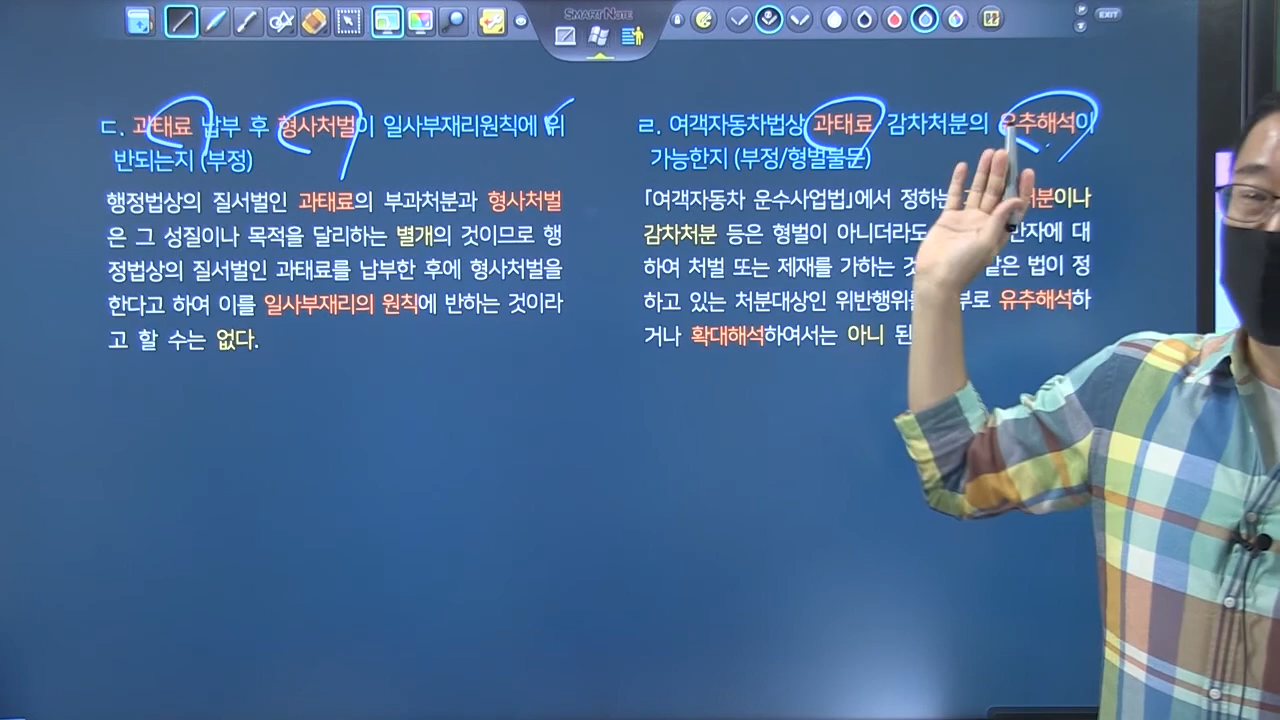 SMART NOTE
EXIT
ㄷ. 과태료 납부 후 형사처벌이 일사부재리원칙에 위
반되는지 (부정)
행정법상의 질서벌인 과태료의 부과처분과 형사처벌
은 그 성질이나 목적을 달리하는 별개의 것이므로 행
정법상의 질서벌인 과태료를 납부한 후에 형사처벌을
한다고 하여 이를 일사부재리의 원칙에 반하는 것이라
고 할 수는 없다.
ㄹ. 여객자동차법상 과태료 감차처분의 유추해석이
가능한지 (부정/형벌불문)
「여객자동차 운수사업법」에서 정하는 처분이나
감차처분 등은 형벌이 아니더라도 만자에 대
하여 처벌 또는 제재를 가하는 같은 법이 정
하고 있는 처분대상인 위반행위를 부로 유추해석하
거나 확대해석하여서는 아니 된